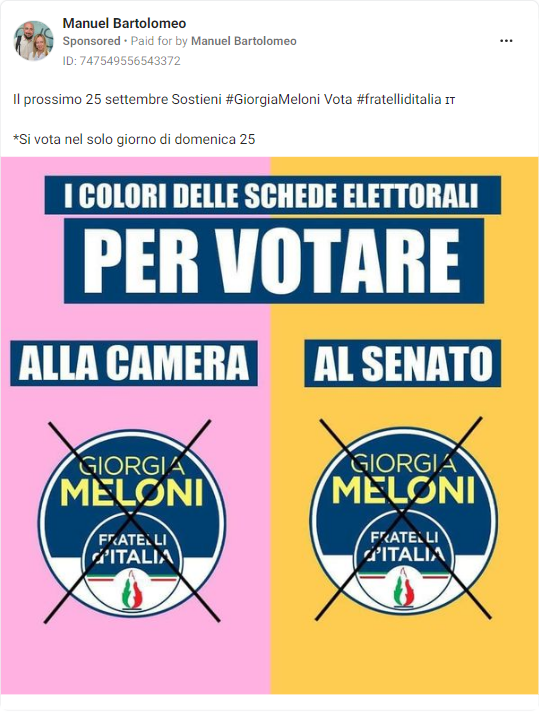 Manuel Bartolomeo
Sponsored • Paid for by Manuel Bartolomeo
ID: 747549556543372
Il prossimo 25 settembre Sostieni #GiorgiaMeloni Vota #fratelliditalia IT
*Si vota nel solo giorno di domenica 25
I COLORI DELLE SCHEDE ELETTORALI
PER VOTARE
ALLA CAMERA
AL SENATO
GIORGIA
MELONI
FRATELLI
d'ITALIA
GIORGIA
MELONI
FRATELLI
d'ITALIA